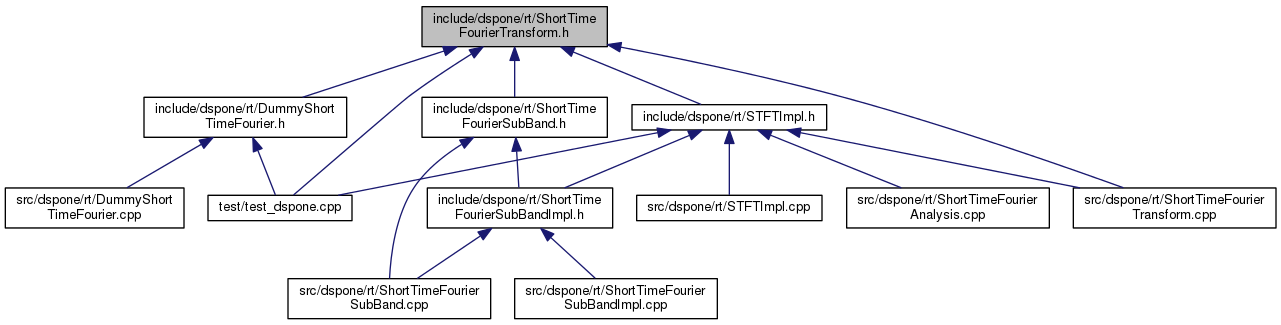 include/dspone/rt/ShortTime
FourierTransform.h
include/dspone/rt/DummyShort
TimeFourier.h
include/dspone/rt/ShortTime
FourierSubBand.h
include/dspone/rt/STFTImpl.h
src/dspone/rt/DummyShort
TimeFourier.cpp
test/test_dspone.cpp
include/dspone/rt/ShortTime
FourierSubBandImpl.h
src/dspone/rt/STFTImpl.cpp
src/dspone/rt/ShortTimeFourier
Analysis.cpp
src/dspone/rt/ShortTimeFourier
Transform.cpp
src/dspone/rt/ShortTimeFourier
SubBand.cpp
src/dspone/rt/ShortTimeFourier
SubBandImpl.cpp